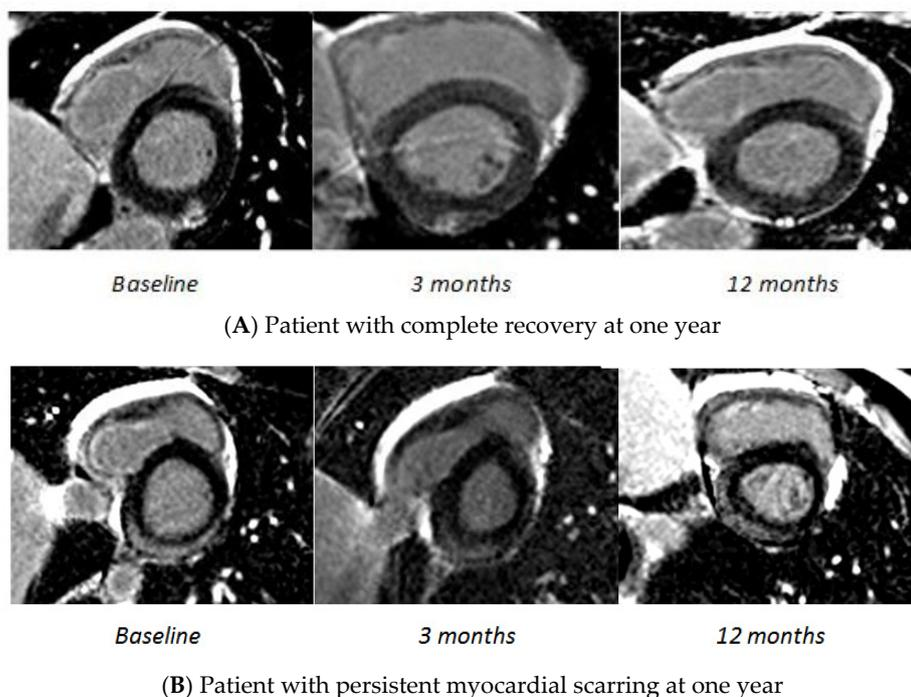 Baseline 3 months 12 months
(A) Patient with complete recovery at one year
Baseline 3 months 12 months
(B) Patient with persistent myocardial scarring at one year